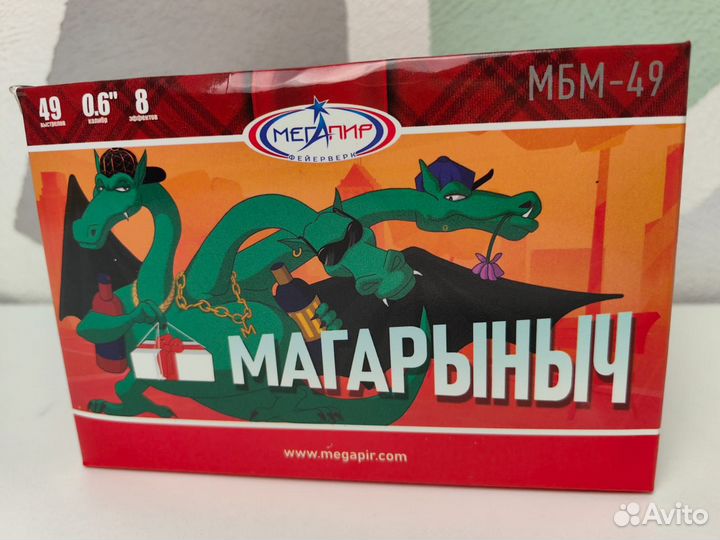 49 0.6" 8
выстрелов калибр эффектов
МЕГАПИР
ФЕЙЕРВЕРК
МБМ-49
М
МАГАРЫНЫЧ
www.megapir.com
Avito